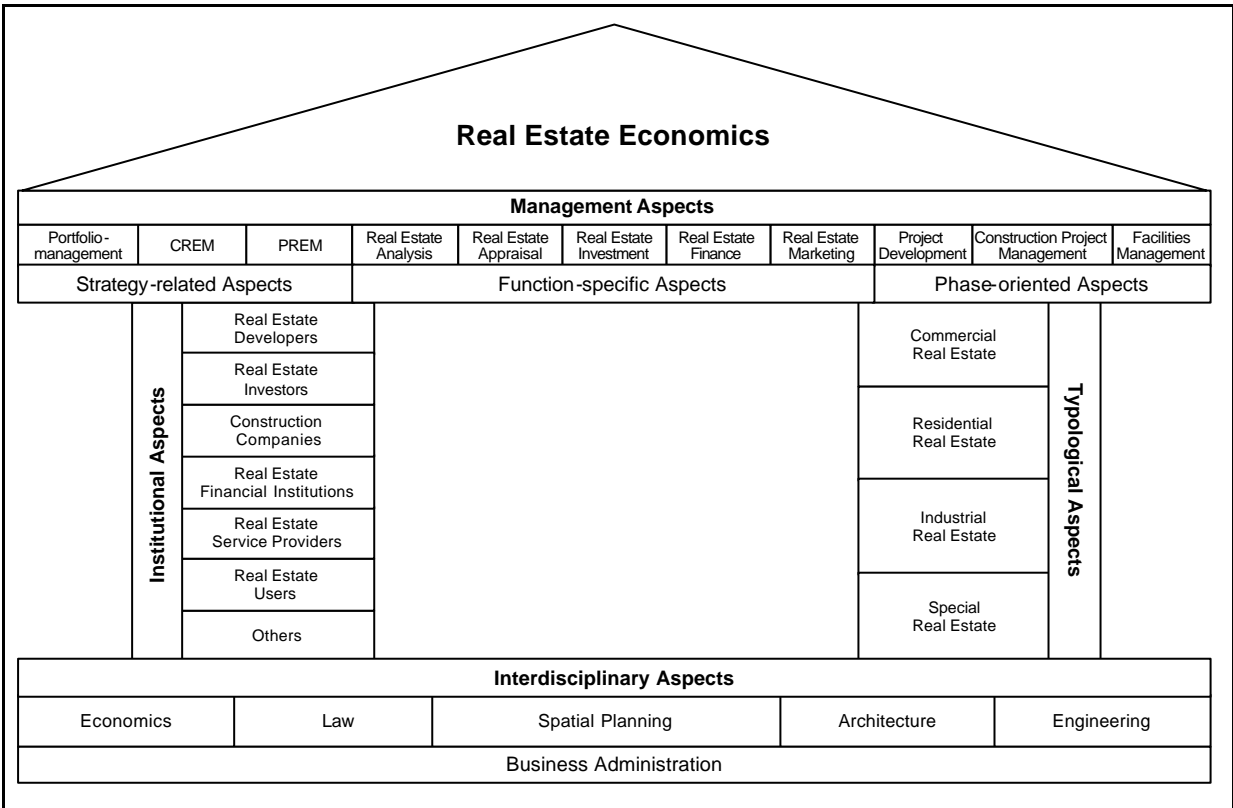 Real Estate Economics
Management Aspects
Portfolio-
management
CREM
PREM
Real Estate
Analysis
Real Estate
Appraisal
Real Estate
Investment
Real Estate
Finance
Real Estate
Marketing
Project
Development
Construction Project
Management
Facilities
Management
Strategy-related Aspects
Function-specific Aspects
Phase-oriented Aspects
Institutional Aspects
Real Estate
Developers
Real Estate
Investors
Construction
Companies
Real Estate
Financial Institutions
Real Estate
Service Providers
Real Estate
Users
Others
Commercial
Real Estate
Residential
Real Estate
Industrial
Real Estate
Special
Real Estate
Typological Aspects
Interdisciplinary Aspects
Economics
Law
Spatial Planning
Architecture
Engineering
Business Administration